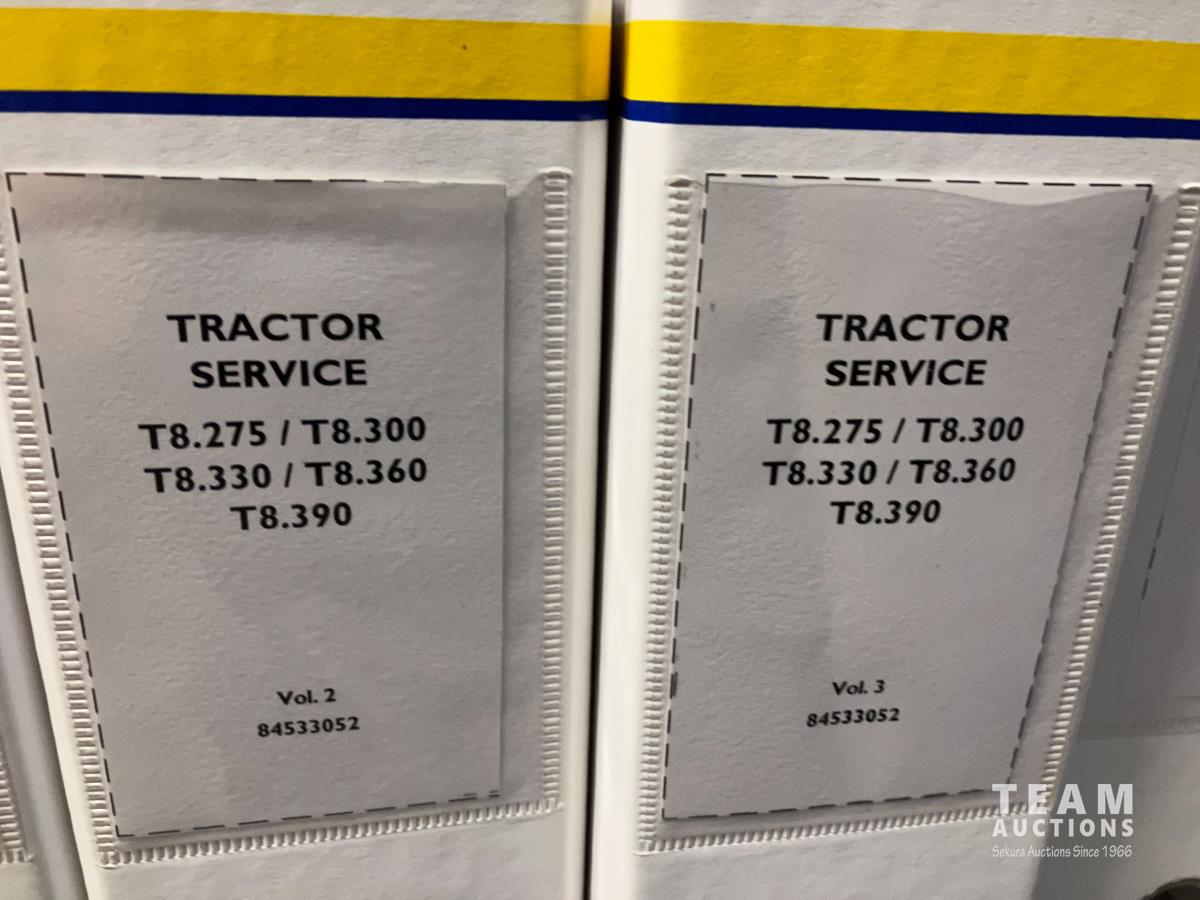 TRACTOR
SERVICE
T8.275 / T8.300
T8.330 / T8.360
T8.390
Vol. 2
84533052
TRACTOR
SERVICE
T8.275 / T8.300
T8.330 / T8.360
T8.390
Vol. 3
84533052
TEAM
AUCTIONS
Sekura Auctions Since 1966